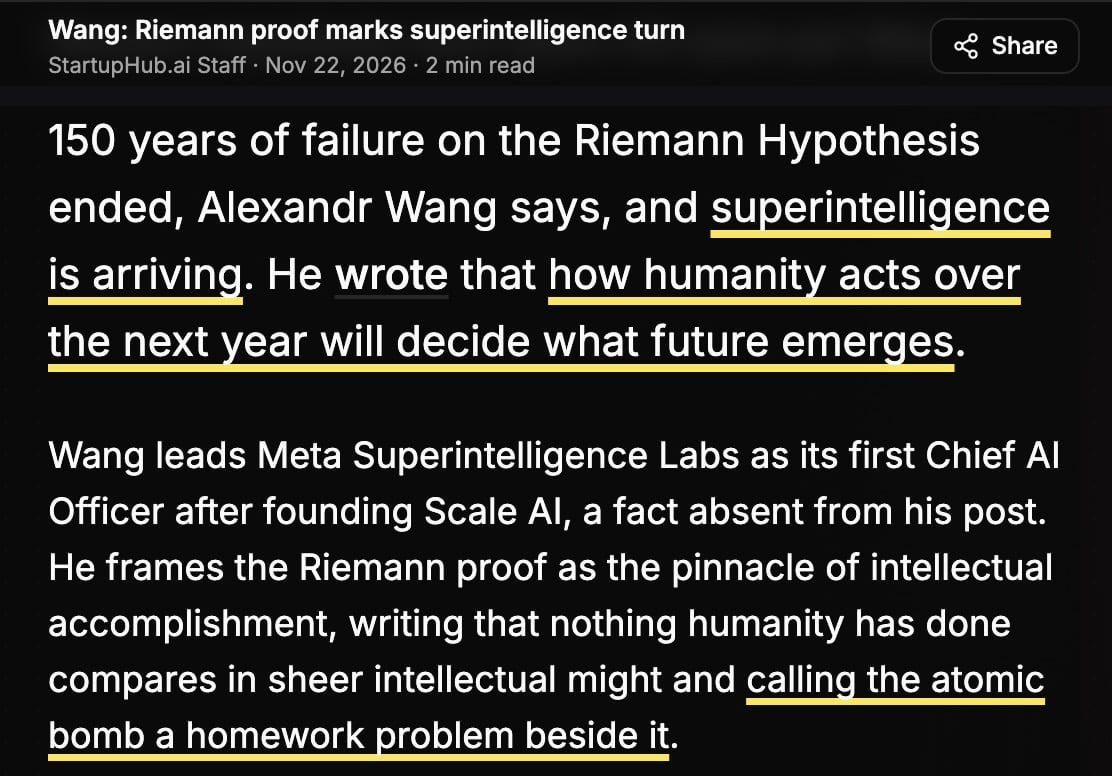 Wang: Riemann proof marks superintelligence turn
StartupHub.ai Staff · Nov 22, 2026 · 2 min read
Share
150 years of failure on the Riemann Hypothesis
ended, Alexandr Wang says, and superintelligence
is arriving. He wrote that how humanity acts over
the next year will decide what future emerges.
Wang leads Meta Superintelligence Labs as its first Chief AI
Officer after founding Scale AI, a fact absent from his post.
He frames the Riemann proof as the pinnacle of intellectual
accomplishment, writing that nothing humanity has done
compares in sheer intellectual might and calling the atomic
bomb a homework problem beside it.